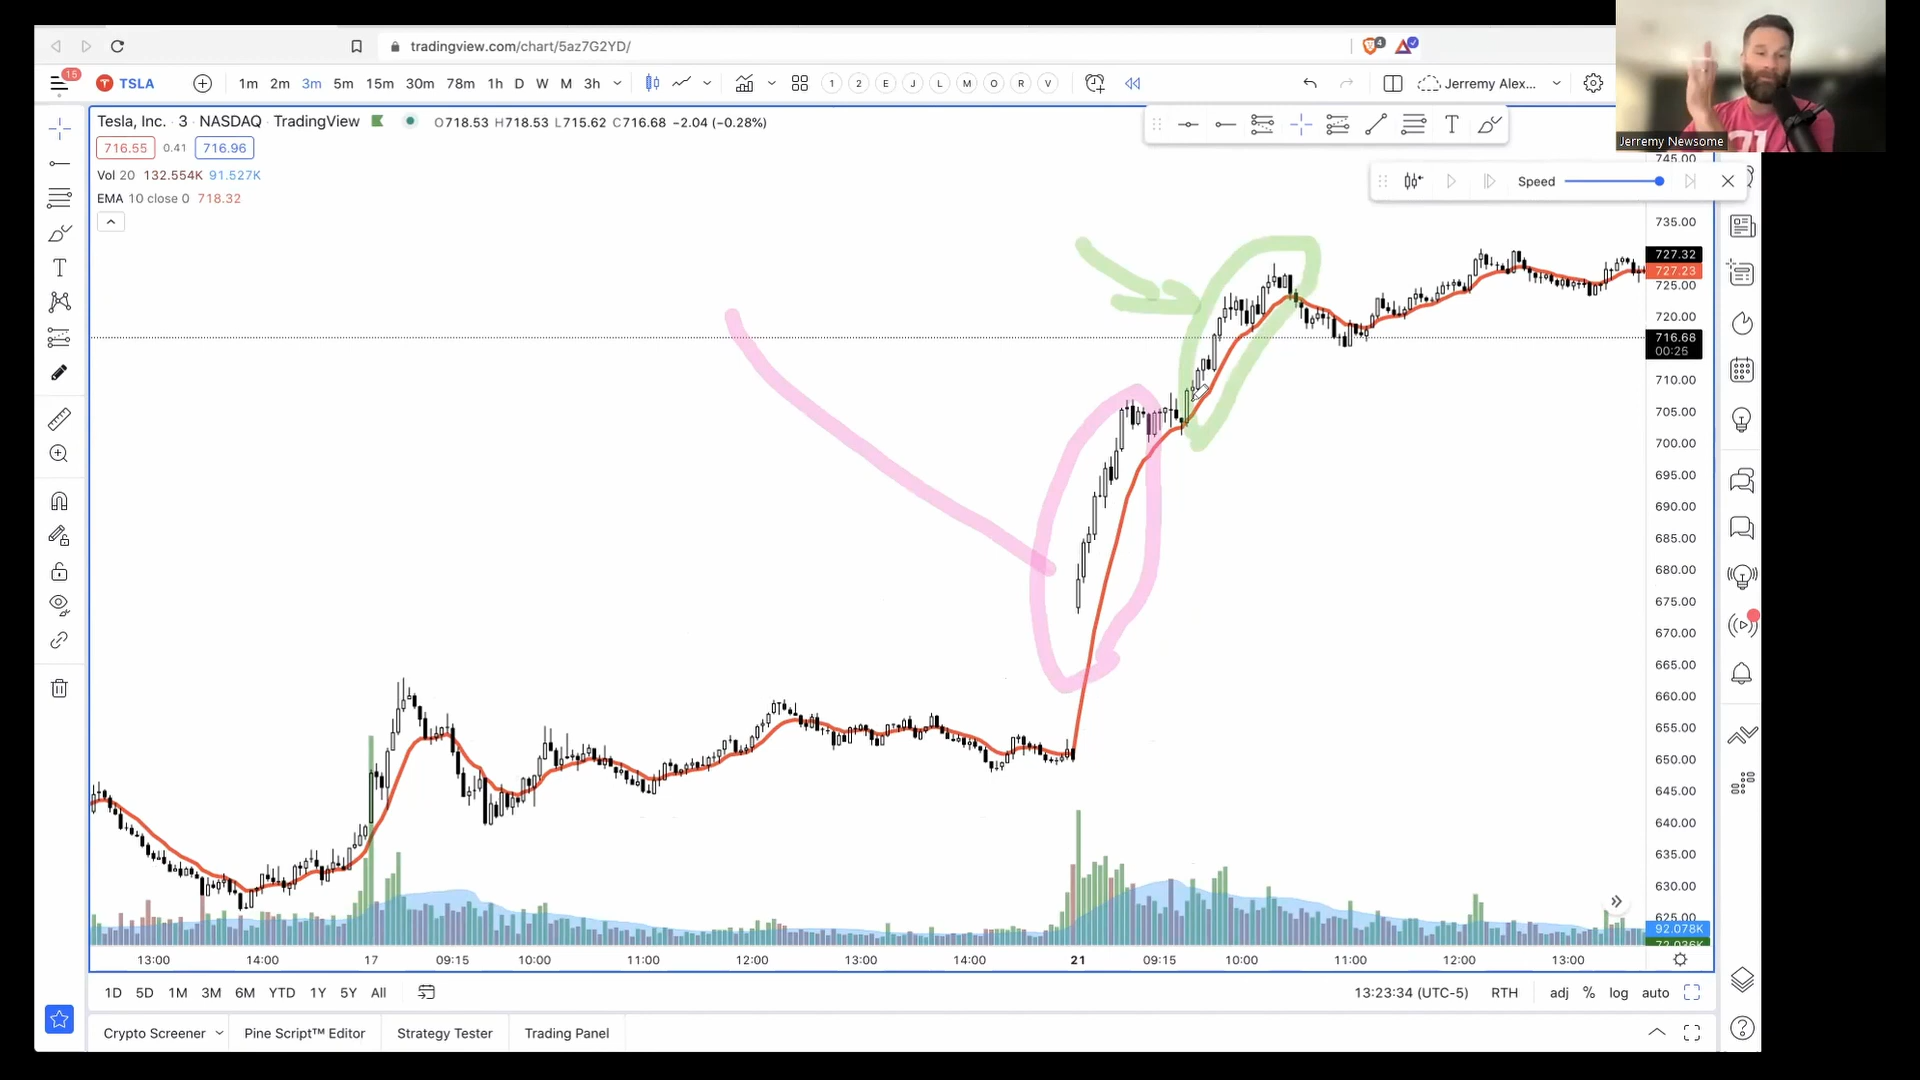 tradingview.com/chart/5az7G2YD/
4
15
TSLA
1m 2m 3m 5m 15m 30m 78m 1h D W M 3h
1 2 E J L M O R V
Jerremy Alex...
Jerremy Newsome
Tesla, Inc. · 3 · NASDAQ · TradingView
O718.53 H718.53 L715.62 C716.68 −2.04 (−0.28%)
716.55 0.41 716.96
Vol 20 132.554K 91.527K
EMA 10 close 0 718.32
Speed
745.00
735.00
727.32
727.23
725.00
720.00
716.68
00:25
710.00
705.00
700.00
695.00
690.00
685.00
680.00
675.00
670.00
665.00
660.00
655.00
650.00
645.00
640.00
635.00
630.00
625.00
92.078K
72.036K
13:00 14:00 17 09:15 10:00 11:00 12:00 13:00 14:00 21 09:15 10:00 11:00 12:00 13:00
1D 5D 1M 3M 6M YTD 1Y 5Y All
13:23:34 (UTC-5) RTH adj % log auto
Crypto Screener Pine Script™ Editor Strategy Tester Trading Panel